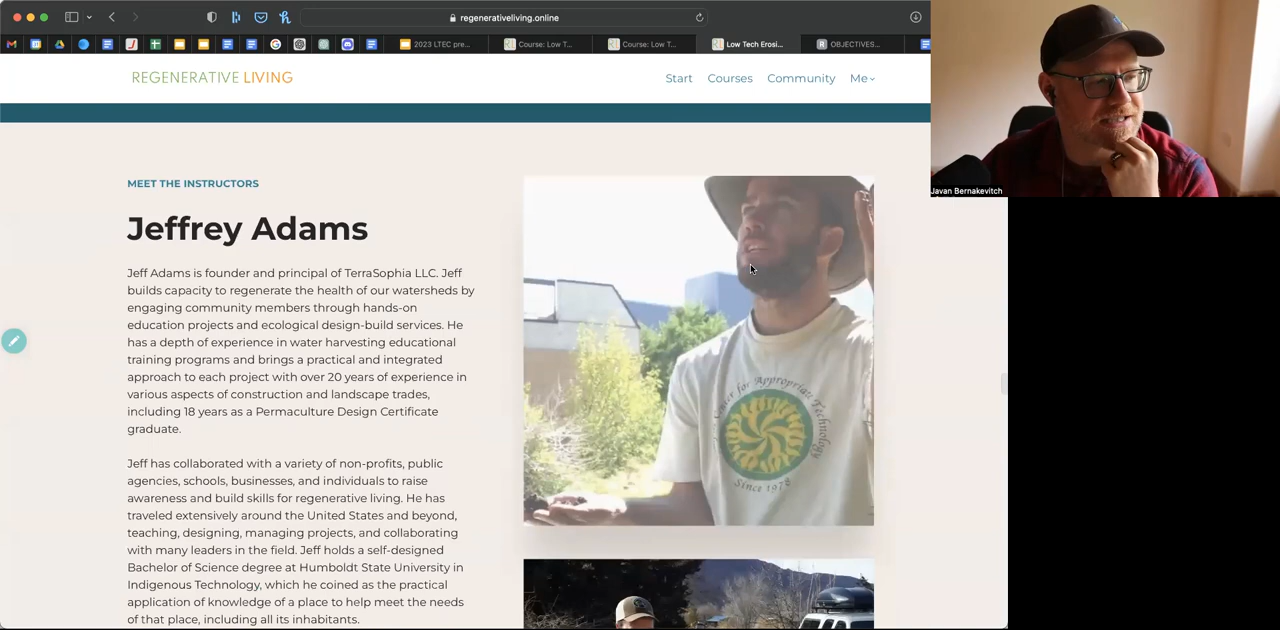 regenerativeliving.online
2023 LTEC pre...
Course: Low T...
Course: Low T...
Low Tech Erosi...
OBJECTIVES...
REGENERATIVE LIVING
Start
Courses
Community
Me
Javan Bernakevitch
MEET THE INSTRUCTORS
Jeffrey Adams
Jeff Adams is founder and principal of TerraSophia LLC. Jeff
builds capacity to regenerate the health of our watersheds by
engaging community members through hands-on
education projects and ecological design-build services. He
has a depth of experience in water harvesting educational
training programs and brings a practical and integrated
approach to each project with over 20 years of experience in
various aspects of construction and landscape trades,
including 18 years as a Permaculture Design Certificate
graduate.
Jeff has collaborated with a variety of non-profits, public
agencies, schools, businesses, and individuals to raise
awareness and build skills for regenerative living. He has
traveled extensively around the United States and beyond,
teaching, designing, managing projects, and collaborating
with many leaders in the field. Jeff holds a self-designed
Bachelor of Science degree at Humboldt State University in
Indigenous Technology, which he coined as the practical
application of knowledge of a place to help meet the needs
of that place, including all its inhabitants.
Center for Appropriate Technology
Since 1978